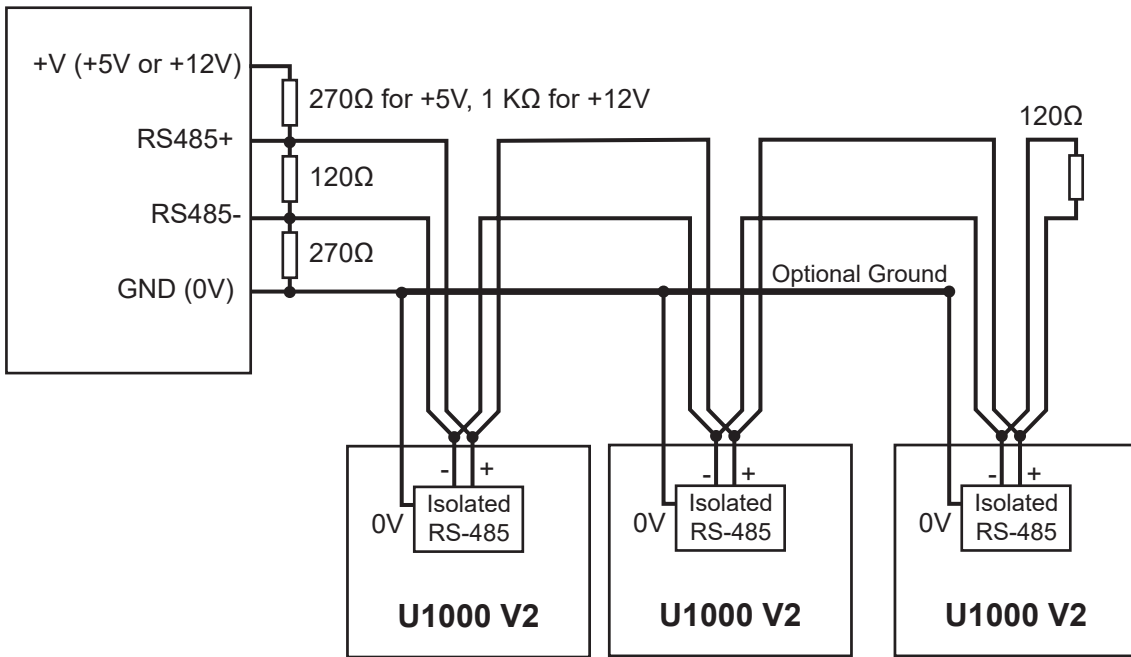 +V (+5V or +12V)
270Ω for +5V, 1 KΩ for +12V
120Ω
RS485+
120Ω
RS485-
270Ω
GND (0V)
Optional Ground
- +
- +
- +
0V
Isolated
RS-485
0V
Isolated
RS-485
0V
Isolated
RS-485
U1000 V2
U1000 V2
U1000 V2